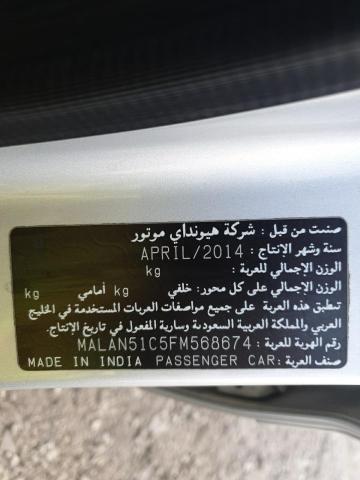 صنعت من قبل : شركة هيونداي موتور
سنة وشهر الإنتاج : APRIL/2014
الوزن الإجمالي للعربة : kg
الوزن الإجمالي على كل محور: خلفي kg أمامي kg
تنطبق هذه العربة على جميع مواصفات العربات المستخدمة في الخليج
العربي والمملكة العربية السعودية وسارية المفعول في تاريخ الإنتاج.
رقم الهوية للعربة : MALAN51C5FM568674
صنف العربة: MADE IN INDIA PASSENGER CAR